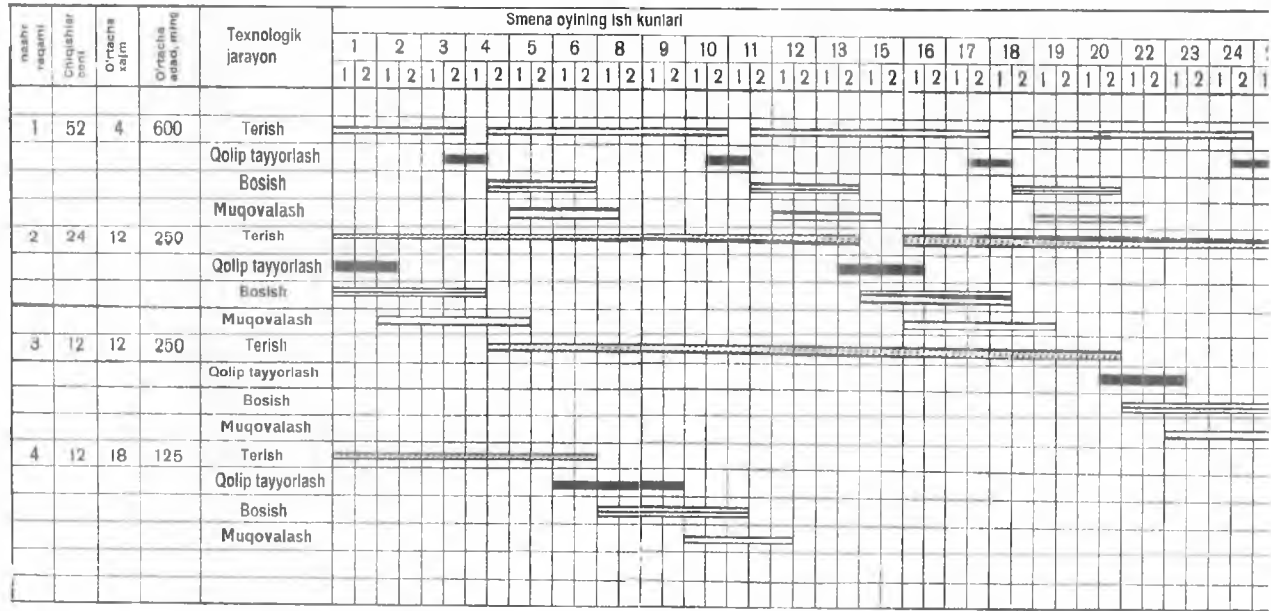 nashr raqami
Chiqishlar soni
O'rtacha xajm
O'rtacha adad, ming
Texnologik jarayon
Smena oyining ish kunlari
1 2 3 4 5 6 8 9 10 11 12 13 15 16 17 18 19 20 22 23 24
1 2 1 2 1 2 1 2 1 2 1 2 1 2 1 2 1 2 1 2 1 2 1 2 1 2 1 2 1 2 1 2 1 2 1 2 1 2 1 2 1 2 1
1 52 4 600 Terish
Qolip tayyorlash
Bosish
Muqovalash
2 24 12 250 Terish
Qolip tayyorlash
Bosish
Muqovalash
3 12 12 250 Terish
Qolip tayyorlash
Bosish
Muqovalash
4 12 18 125 Terish
Qolip tayyorlash
Bosish
Muqovalash